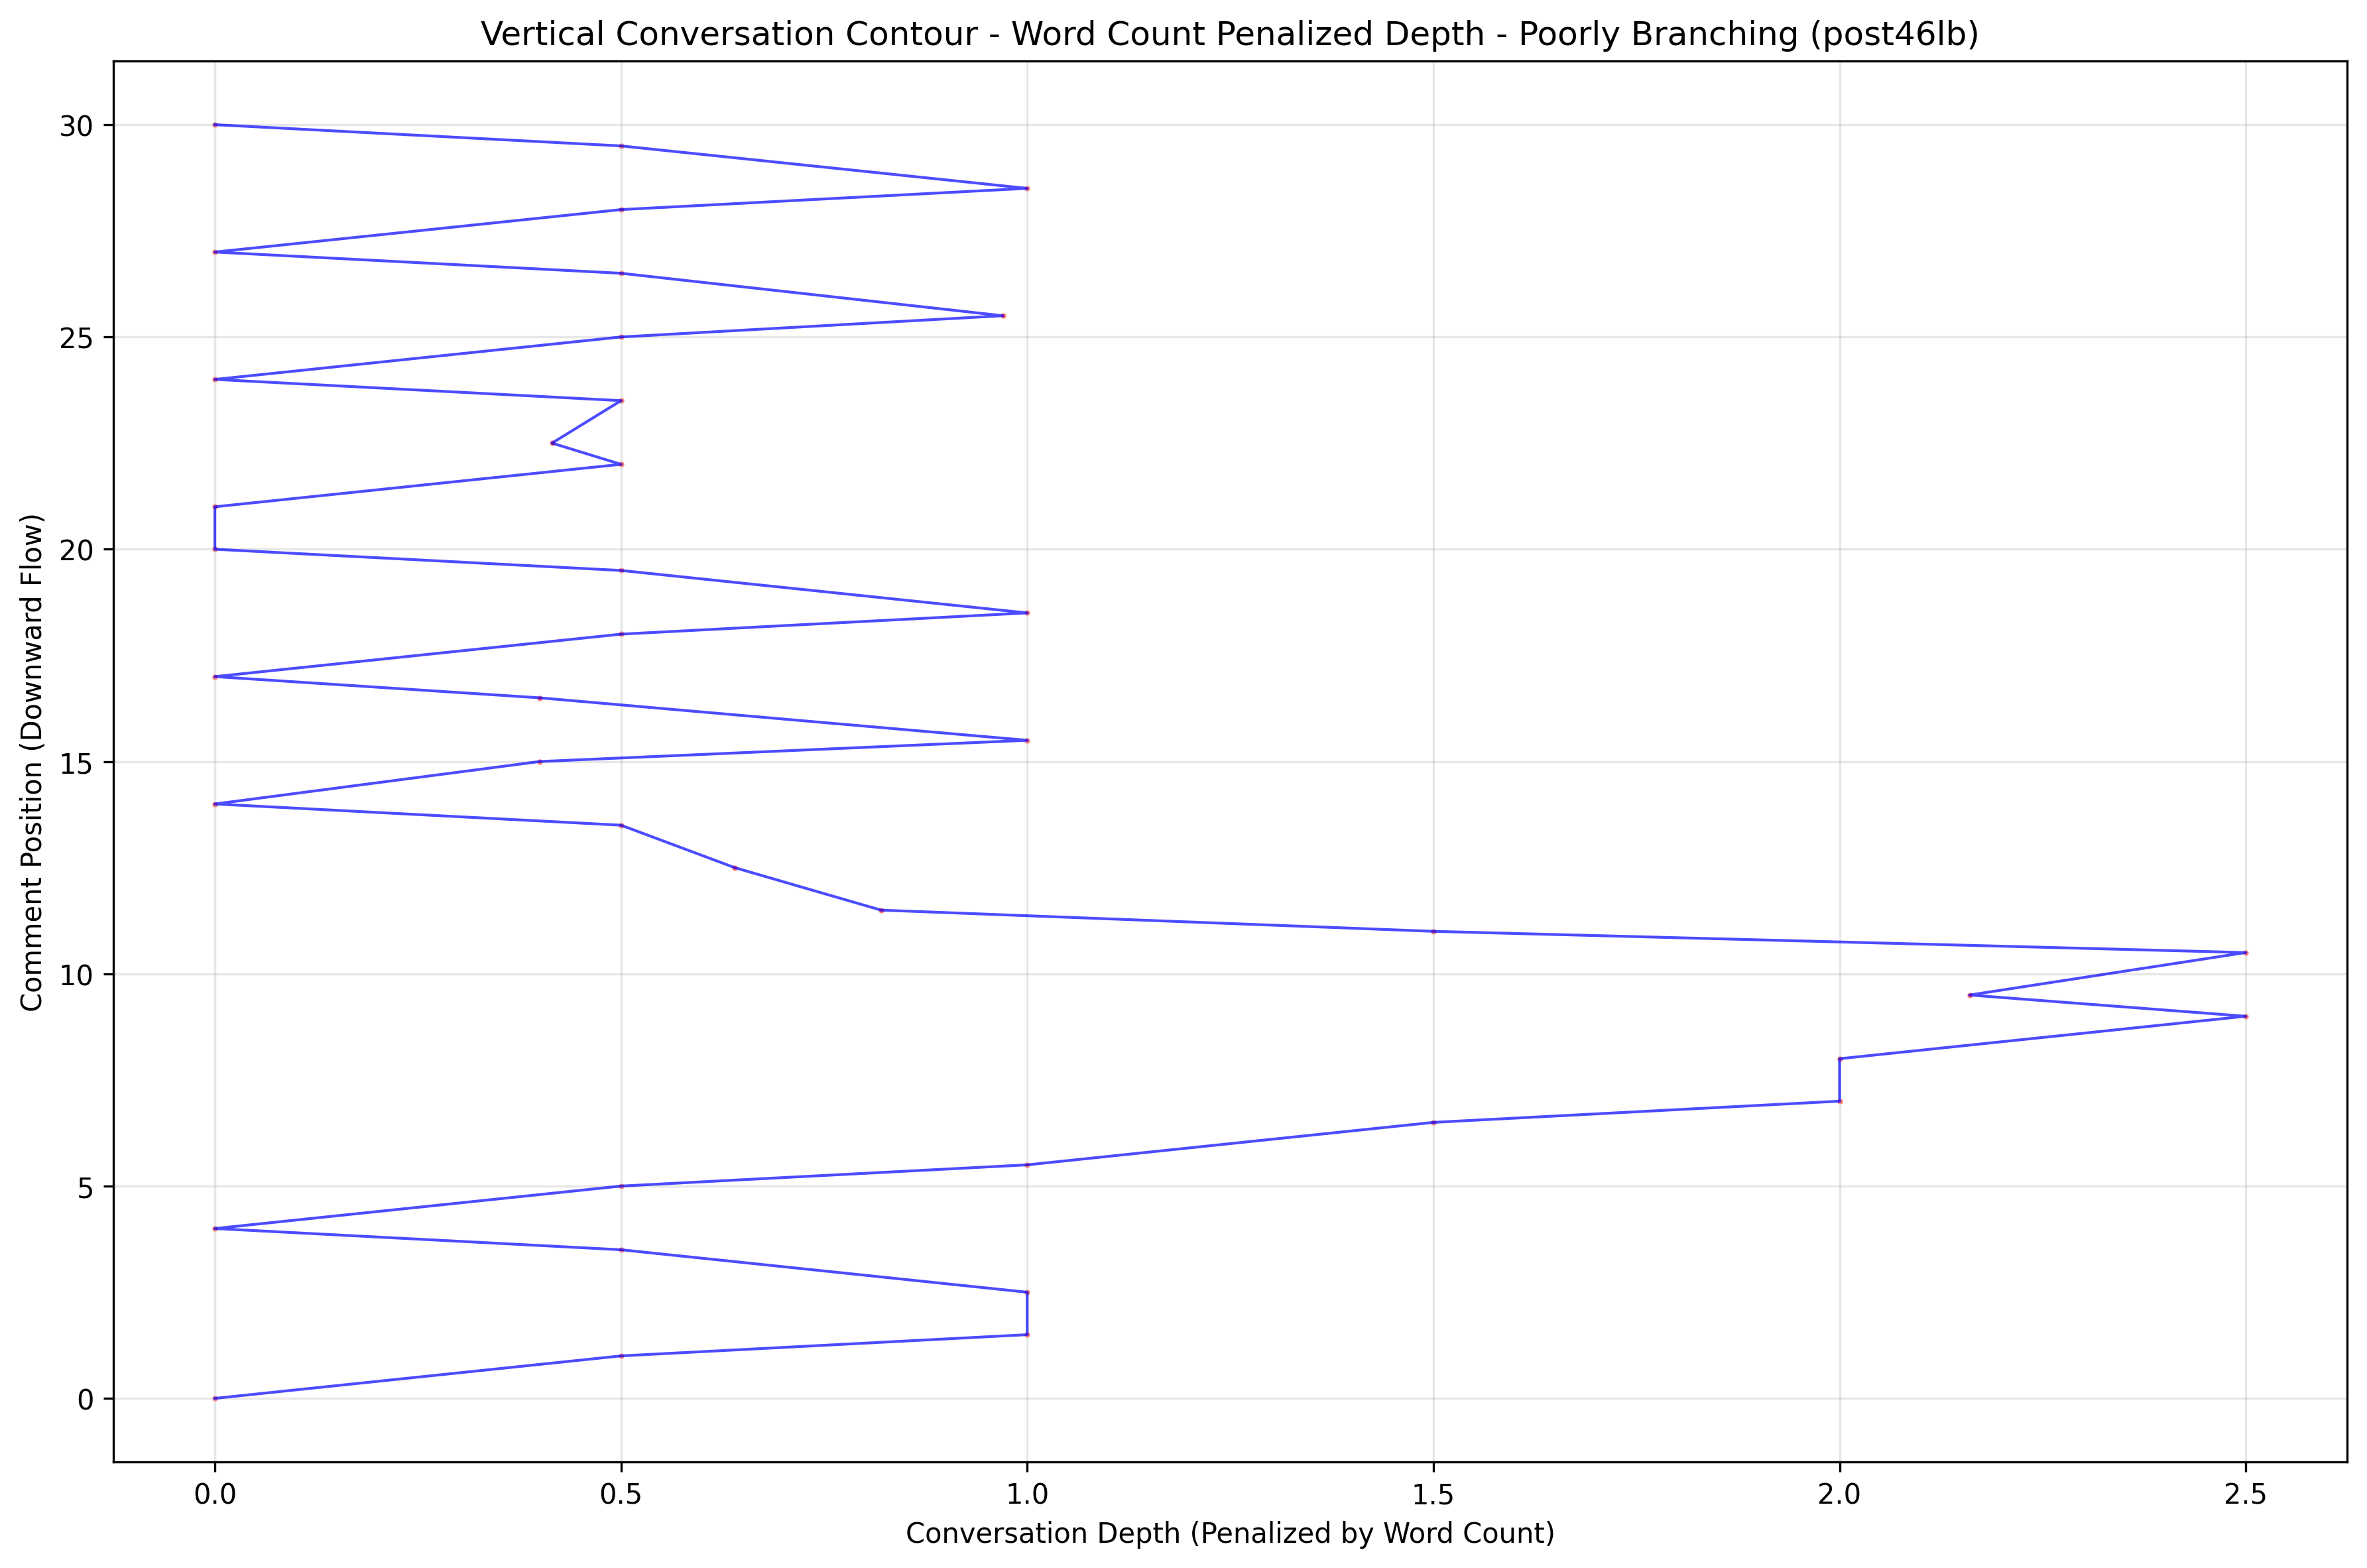 Vertical Conversation Contour - Word Count Penalized Depth - Poorly Branching (post46lb)
Comment Position (Downward Flow)
30
25
20
15
10
5
0
0.0 0.5 1.0 1.5 2.0 2.5
Conversation Depth (Penalized by Word Count)